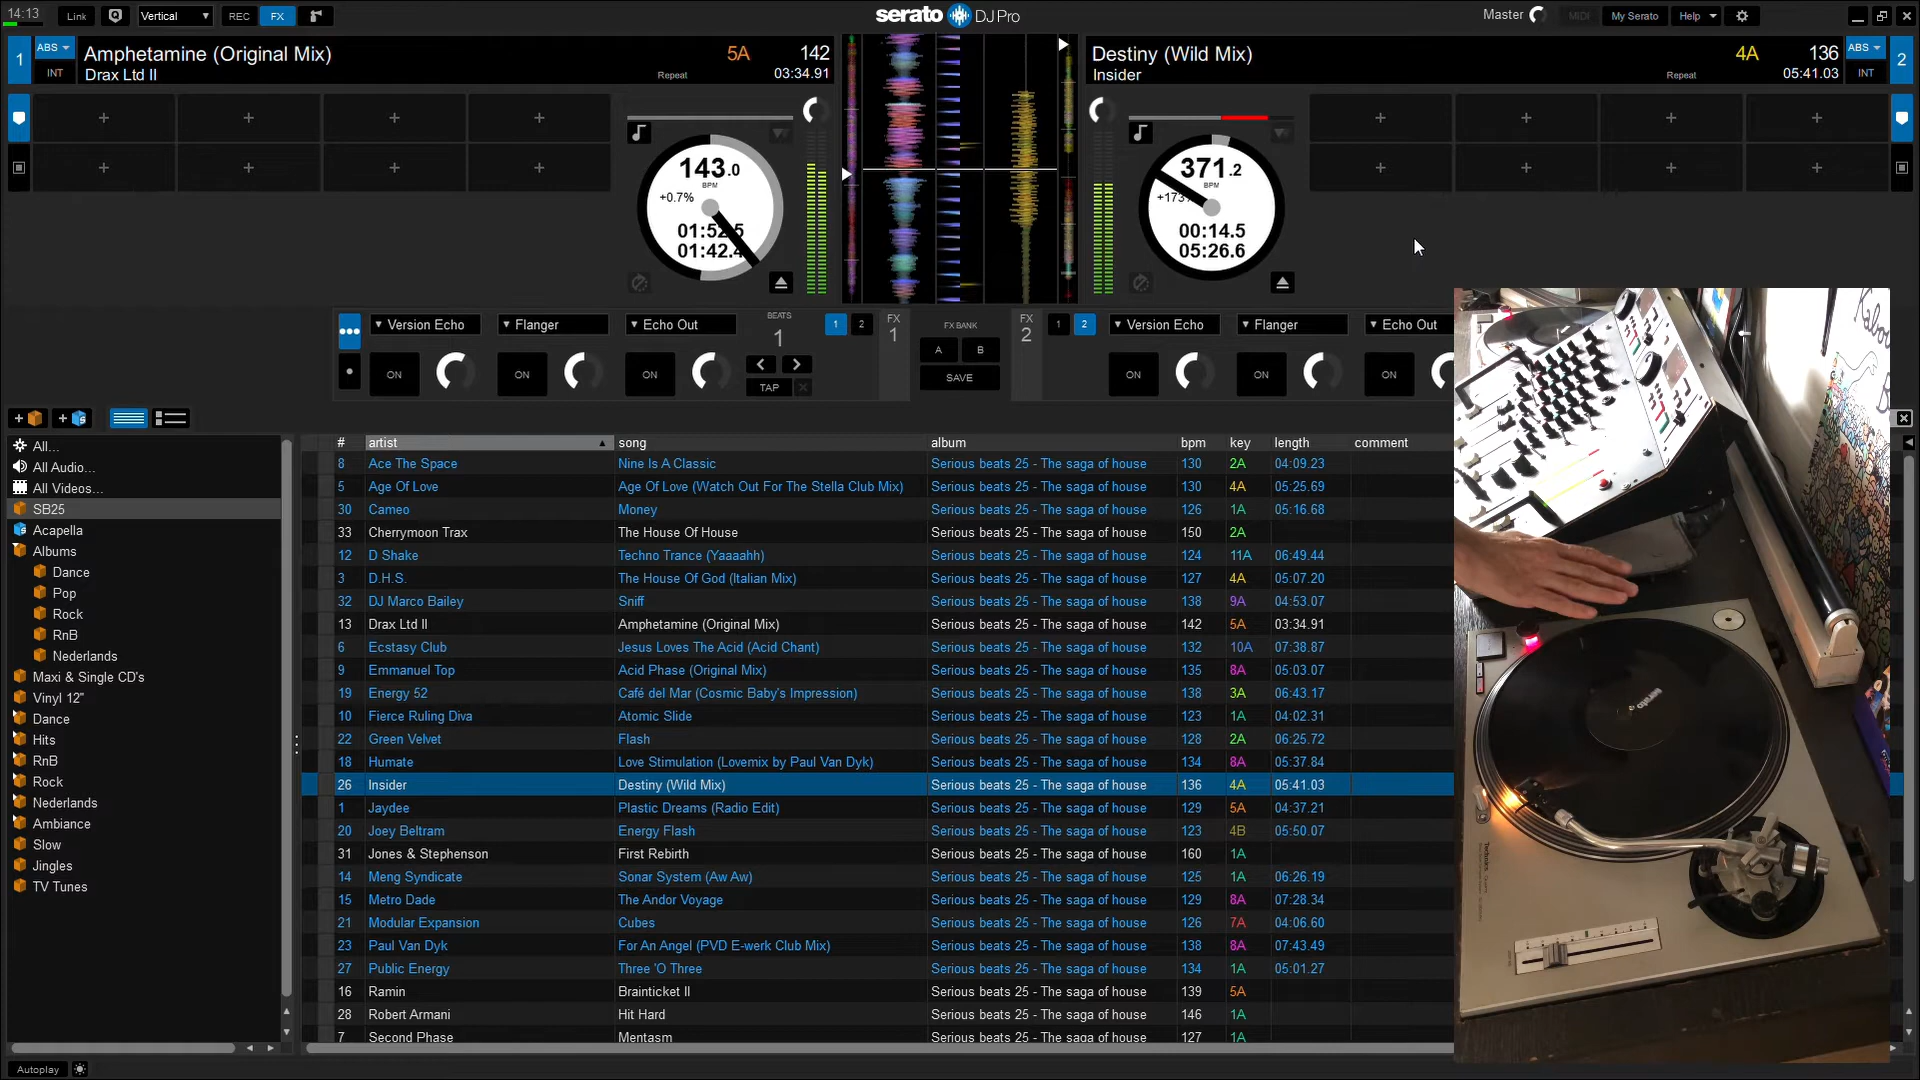 14:13
Link
Vertical
REC
FX
serato DJ Pro
Master
MIDI
My Serato
Help
1
ABS
INT
Amphetamine (Original Mix)
Drax Ltd II
5A
142
Repeat
03:34.91
Destiny (Wild Mix)
Insider
4A
136
Repeat
05:41.03
ABS
INT
2
143.0
BPM
+0.7%
01:52.5
01:42.4
371.2
BPM
+173
00:14.5
05:26.6
Version Echo
Flanger
Echo Out
BEATS
1
1 2
FX
1
FX BANK
A B
SAVE
FX
2
1 2
Version Echo
Flanger
Echo Out
ON
ON
ON
TAP
ON
ON
ON
All...
All Audio...
All Videos...
SB25
Acapella
Albums
Dance
Pop
Rock
RnB
Nederlands
Maxi & Single CD's
Vinyl 12"
Dance
Hits
RnB
Rock
Nederlands
Ambiance
Slow
Jingles
TV Tunes
# artist song album bpm key length comment
8 Ace The Space Nine Is A Classic Serious beats 25 - The saga of house 130 2A 04:09.23
5 Age Of Love Age Of Love (Watch Out For The Stella Club Mix) Serious beats 25 - The saga of house 130 4A 05:25.69
30 Cameo Money Serious beats 25 - The saga of house 126 1A 05:16.68
33 Cherrymoon Trax The House Of House Serious beats 25 - The saga of house 150 2A
12 D Shake Techno Trance (Yaaaahh) Serious beats 25 - The saga of house 124 11A 06:49.44
3 D.H.S. The House Of God (Italian Mix) Serious beats 25 - The saga of house 127 4A 05:07.20
32 DJ Marco Bailey Sniff Serious beats 25 - The saga of house 138 9A 04:53.07
13 Drax Ltd II Amphetamine (Original Mix) Serious beats 25 - The saga of house 142 5A 03:34.91
6 Ecstasy Club Jesus Loves The Acid (Acid Chant) Serious beats 25 - The saga of house 132 10A 07:38.87
9 Emmanuel Top Acid Phase (Original Mix) Serious beats 25 - The saga of house 135 8A 05:03.07
19 Energy 52 Café del Mar (Cosmic Baby's Impression) Serious beats 25 - The saga of house 138 3A 06:43.17
10 Fierce Ruling Diva Atomic Slide Serious beats 25 - The saga of house 123 1A 04:02.31
22 Green Velvet Flash Serious beats 25 - The saga of house 128 2A 06:25.72
18 Humate Love Stimulation (Lovemix by Paul Van Dyk) Serious beats 25 - The saga of house 134 8A 05:37.84
26 Insider Destiny (Wild Mix) Serious beats 25 - The saga of house 136 4A 05:41.03
1 Jaydee Plastic Dreams (Radio Edit) Serious beats 25 - The saga of house 129 5A 04:37.21
20 Joey Beltram Energy Flash Serious beats 25 - The saga of house 123 4B 05:50.07
31 Jones & Stephenson First Rebirth Serious beats 25 - The saga of house 160 1A
14 Meng Syndicate Sonar System (Aw Aw) Serious beats 25 - The saga of house 125 1A 06:26.19
15 Metro Dade The Andor Voyage Serious beats 25 - The saga of house 129 8A 07:28.34
21 Modular Expansion Cubes Serious beats 25 - The saga of house 126 7A 04:06.60
23 Paul Van Dyk For An Angel (PVD E-werk Club Mix) Serious beats 25 - The saga of house 138 8A 07:43.49
27 Public Energy Three 'O Three Serious beats 25 - The saga of house 134 1A 05:01.27
16 Ramin Brainticket II Serious beats 25 - The saga of house 139 5A
28 Robert Armani Hit Hard Serious beats 25 - The saga of house 146 1A
7 Second Phase Mentasm Serious beats 25 - The saga of house 127 1A
Autoplay
serato
Technics